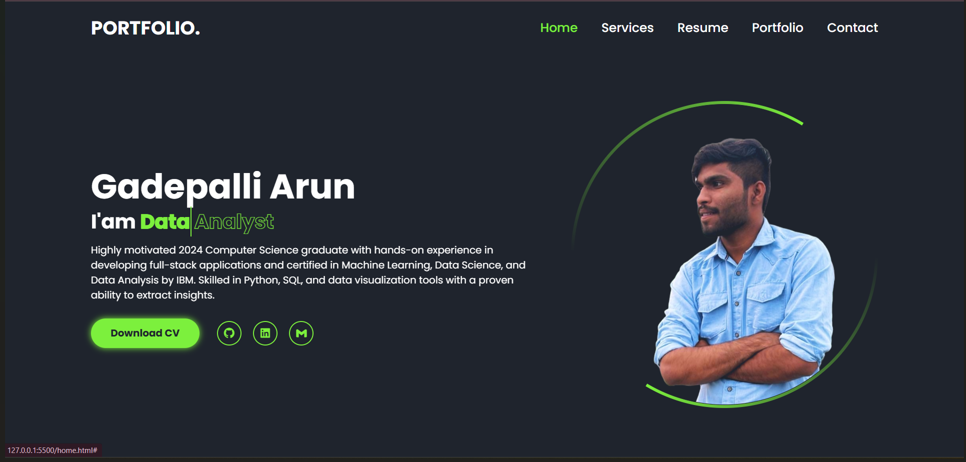 PORTFOLIO.
Home Services Resume Portfolio Contact
Gadepalli Arun
I'am Data Analyst
Highly motivated 2024 Computer Science graduate with hands-on experience in
developing full-stack applications and certified in Machine Learning, Data Science, and
Data Analysis by IBM. Skilled in Python, SQL, and data visualization tools with a proven
ability to extract insights.
Download CV
127.0.0.1:5500/home.html#